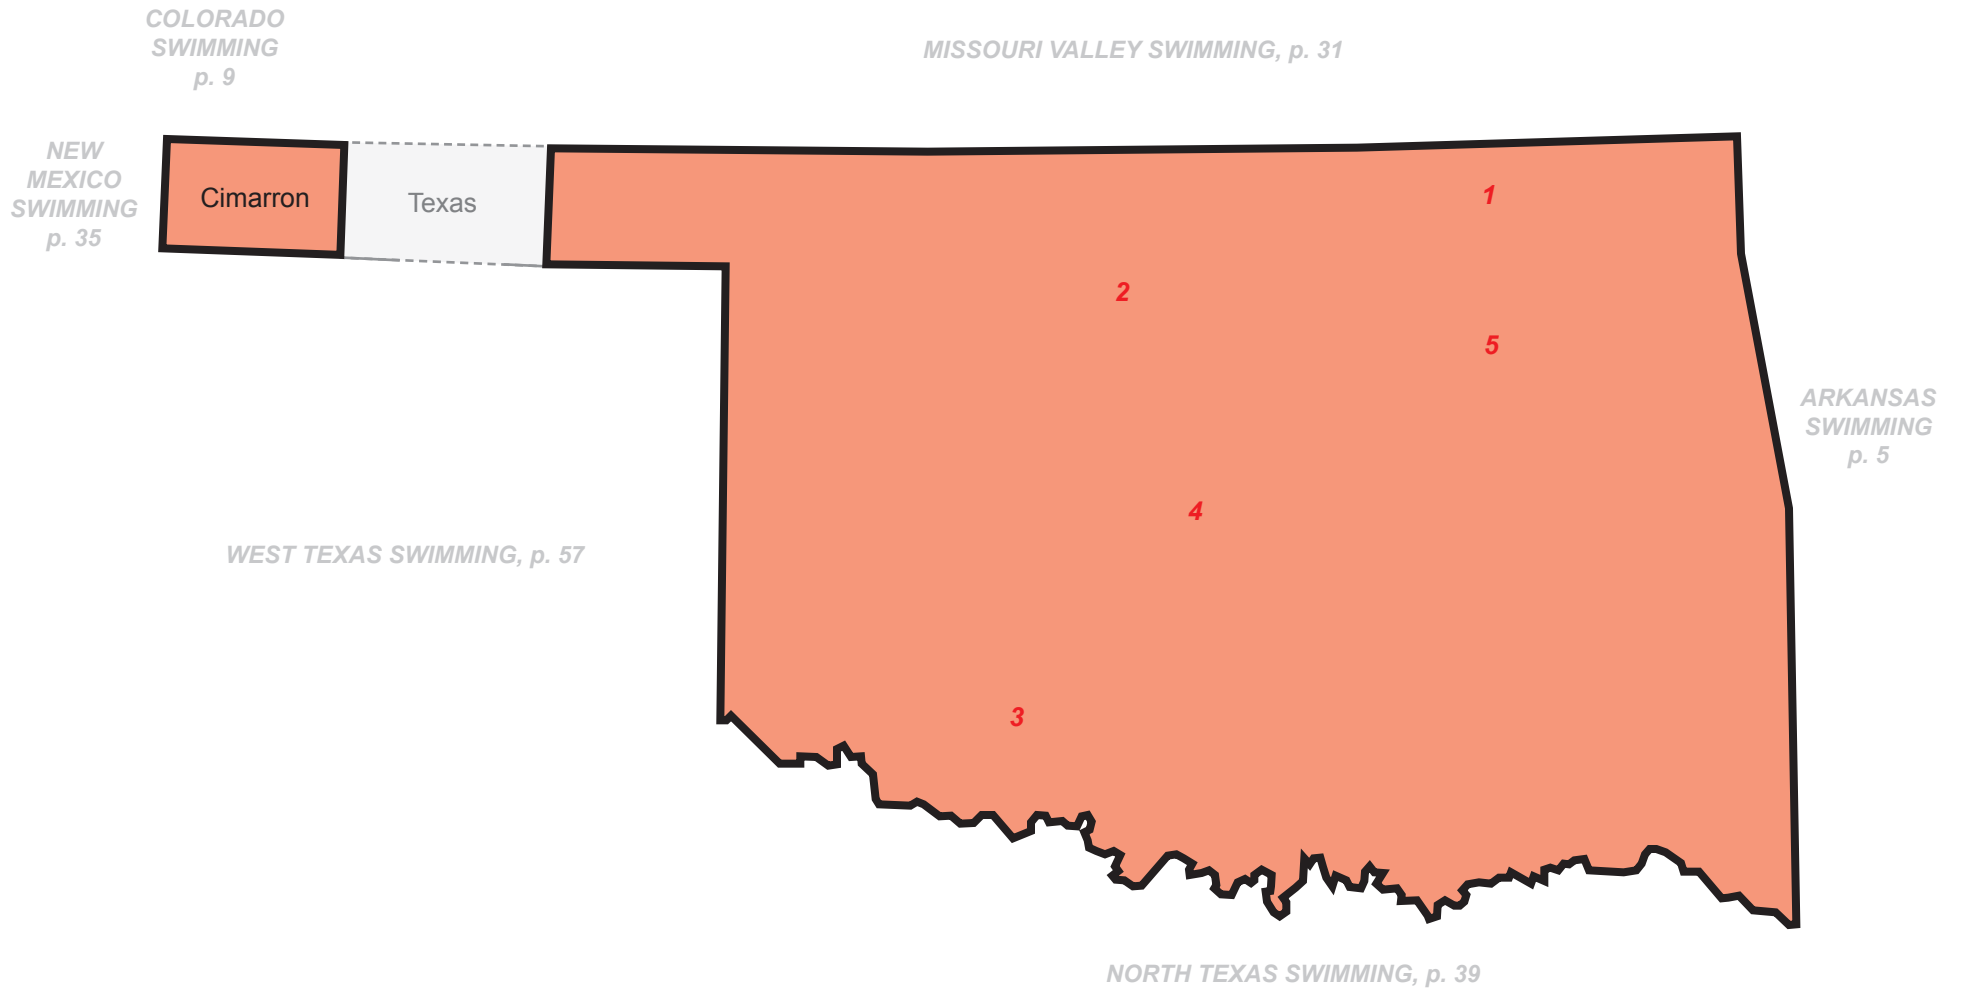 COLORADO
SWIMMING
p. 9
MISSOURI VALLEY SWIMMING, p. 31
NEW
MEXICO
SWIMMING
p. 35
Cimarron
Texas
1
2
5
ARKANSAS
SWIMMING
p. 5
4
WEST TEXAS SWIMMING, p. 57
3
NORTH TEXAS SWIMMING, p. 39